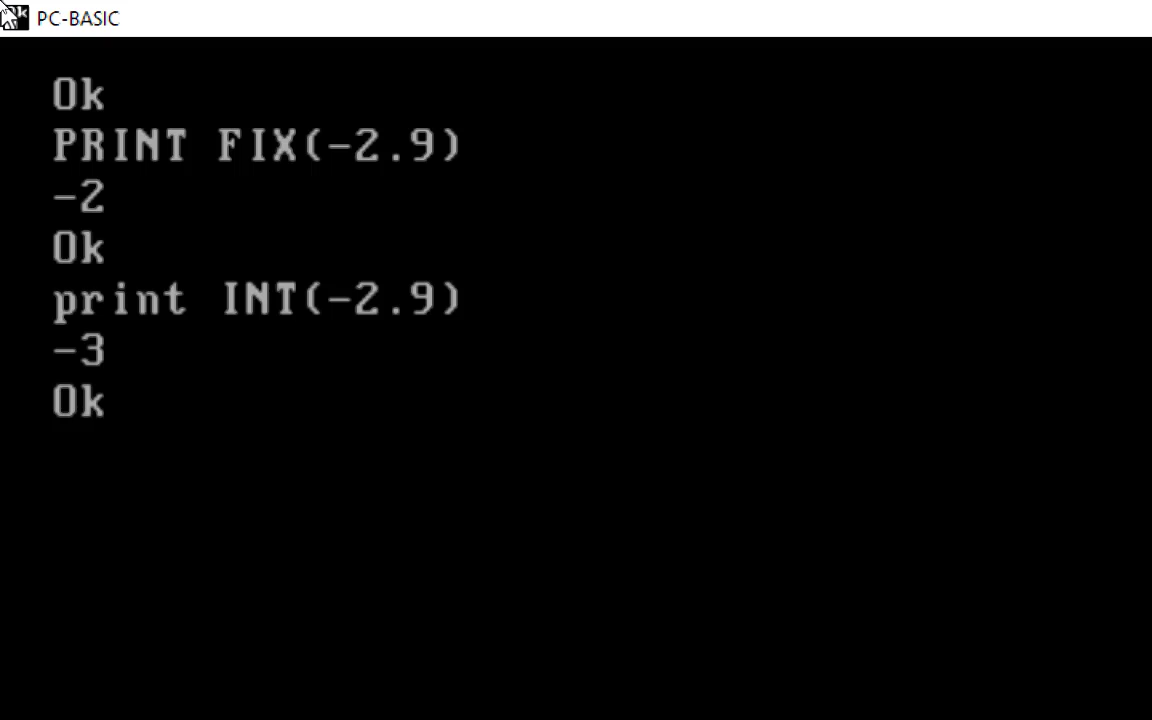 PC-BASIC
Ok
PRINT FIX(-2.9)
-2
Ok
print INT(-2.9)
-3
Ok